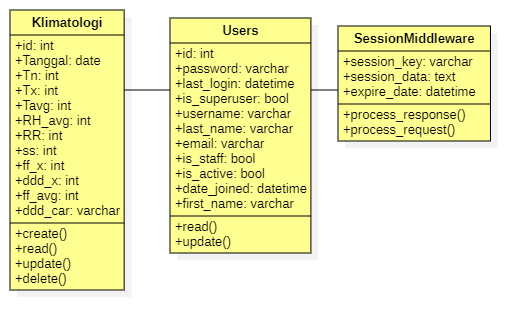 Klimatologi
+id: int
+Tanggal: date
+Tn: int
+Tx: int
+Tavg: int
+RH_avg: int
+RR: int
+ss: int
+ff_x: int
+ddd_x: int
+ff_avg: int
+ddd_car: varchar
+create()
+read()
+update()
+delete()
Users
+id: int
+password: varchar
+last_login: datetime
+is_superuser: bool
+username: varchar
+last_name: varchar
+email: varchar
+is_staff: bool
+is_active: bool
+date_joined: datetime
+first_name: varchar
+read()
+update()
SessionMiddleware
+session_key: varchar
+session_data: text
+expire_date: datetime
+process_response()
+process_request()